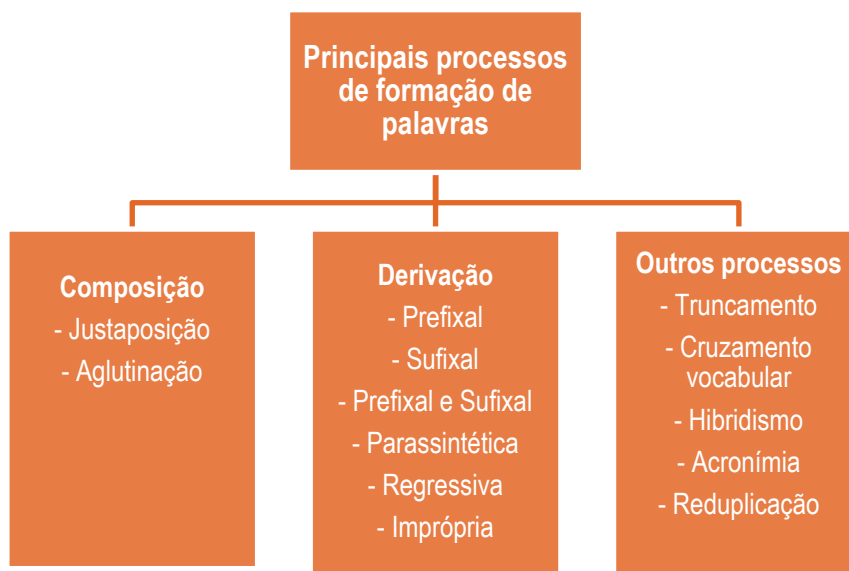 Principais processos
de formação de
palavras
Composição
- Justaposição
- Aglutinação
Derivação
- Prefixal
- Sufixal
- Prefixal e Sufixal
- Parassintética
- Regressiva
- Imprópria
Outros processos
- Truncamento
- Cruzamento
vocabular
- Hibridismo
- Acronímia
- Reduplicação